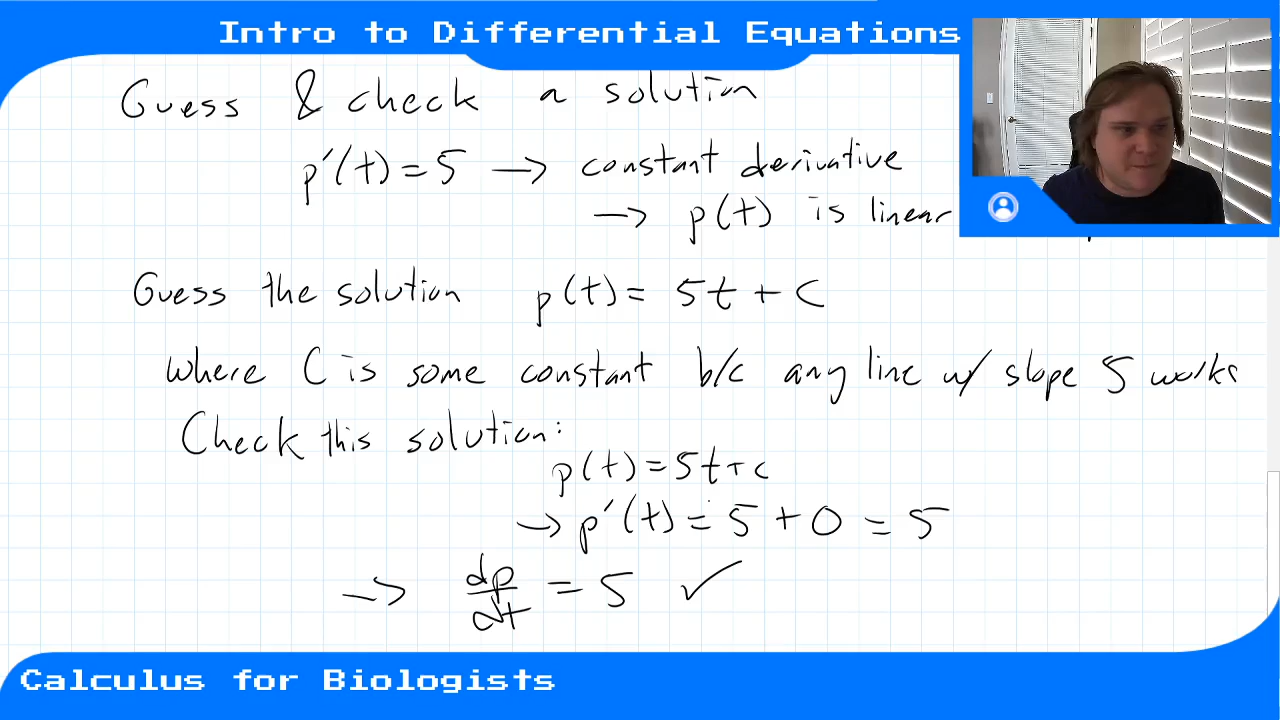 Intro to Differential Equations
Guess & check a solution
p'(t) = 5 → constant derivative
→ p(t) is linear
Guess the solution p(t) = 5t + C
where C is some constant b/c any line w/ slope 5 works
Check this solution:
p(t) = 5t + c
→ p'(t) = 5 + 0 = 5
→ dp/dt = 5 ✓
Calculus for Biologists